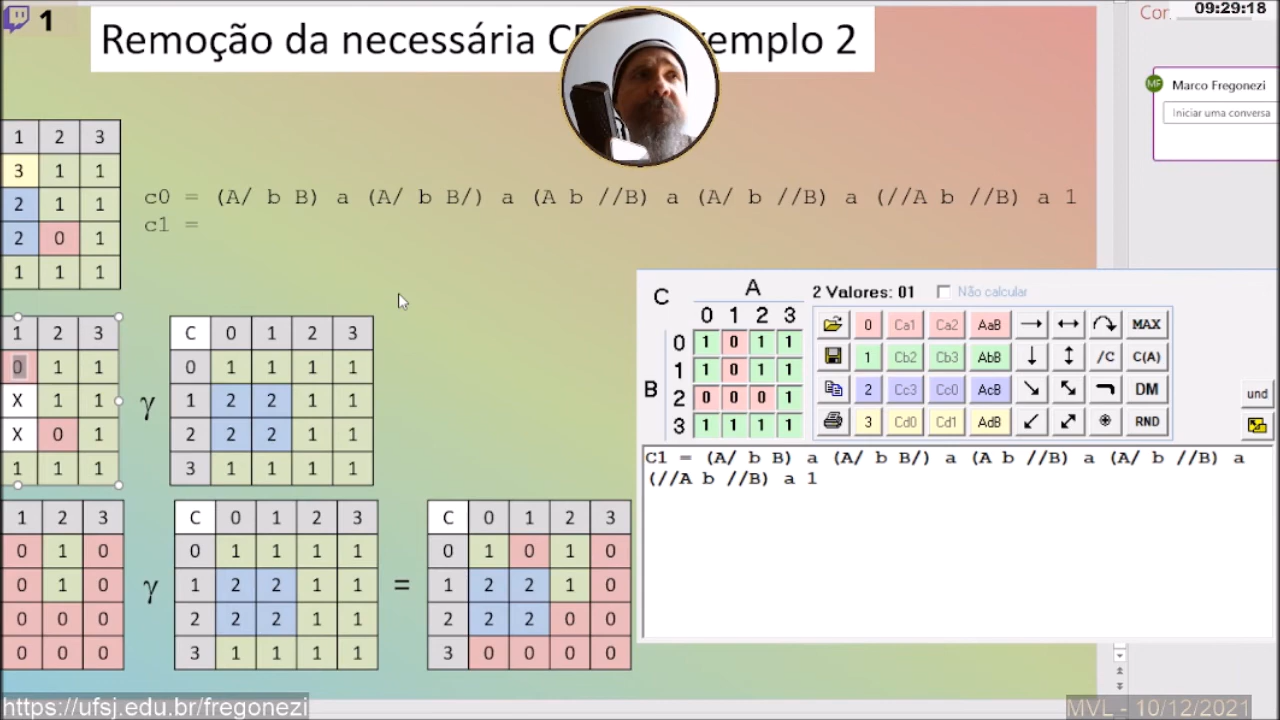 1
Remoção da necessária C
emplo 2
09:29:18
Marco Fregonezi
MF
Iniciar uma conversa
1 2 3
3 1 1
2 1 1
2 0 1
1 1 1
c0 = (A/ b B) a (A/ b B/) a (A b //B) a (A/ b //B) a (//A b //B) a 1
c1 =
1 2 3
0 1 1
X 1 1
X 0 1
1 1 1
γ
C 0 1 2 3
0 1 1 1 1
1 2 2 1 1
2 2 2 1 1
3 1 1 1 1
1 2 3
0 1 0
0 1 0
0 0 0
0 0 0
γ
C 0 1 2 3
0 1 1 1 1
1 2 2 1 1
2 2 2 1 1
3 1 1 1 1
=
C 0 1 2 3
0 1 0 1 0
1 2 2 1 0
2 2 2 0 0
3 0 0 0 0
C A
B
0 1 2 3
0 1 0 1 1
1 1 0 1 1
2 0 0 0 1
3 1 1 1 1
2 Valores: 01
Não calcular
0 Ca1 Ca2 AaB MAX
1 Cb2 Cb3 AbB /C C(A)
2 Cc3 Cc0 AcB DM
3 Cd0 Cd1 AdB RND
und
C1 = (A/ b B) a (A/ b B/) a (A b //B) a (A/ b //B) a
(//A b //B) a 1
https://ufsj.edu.br/fregonezi
MVL - 10/12/2021